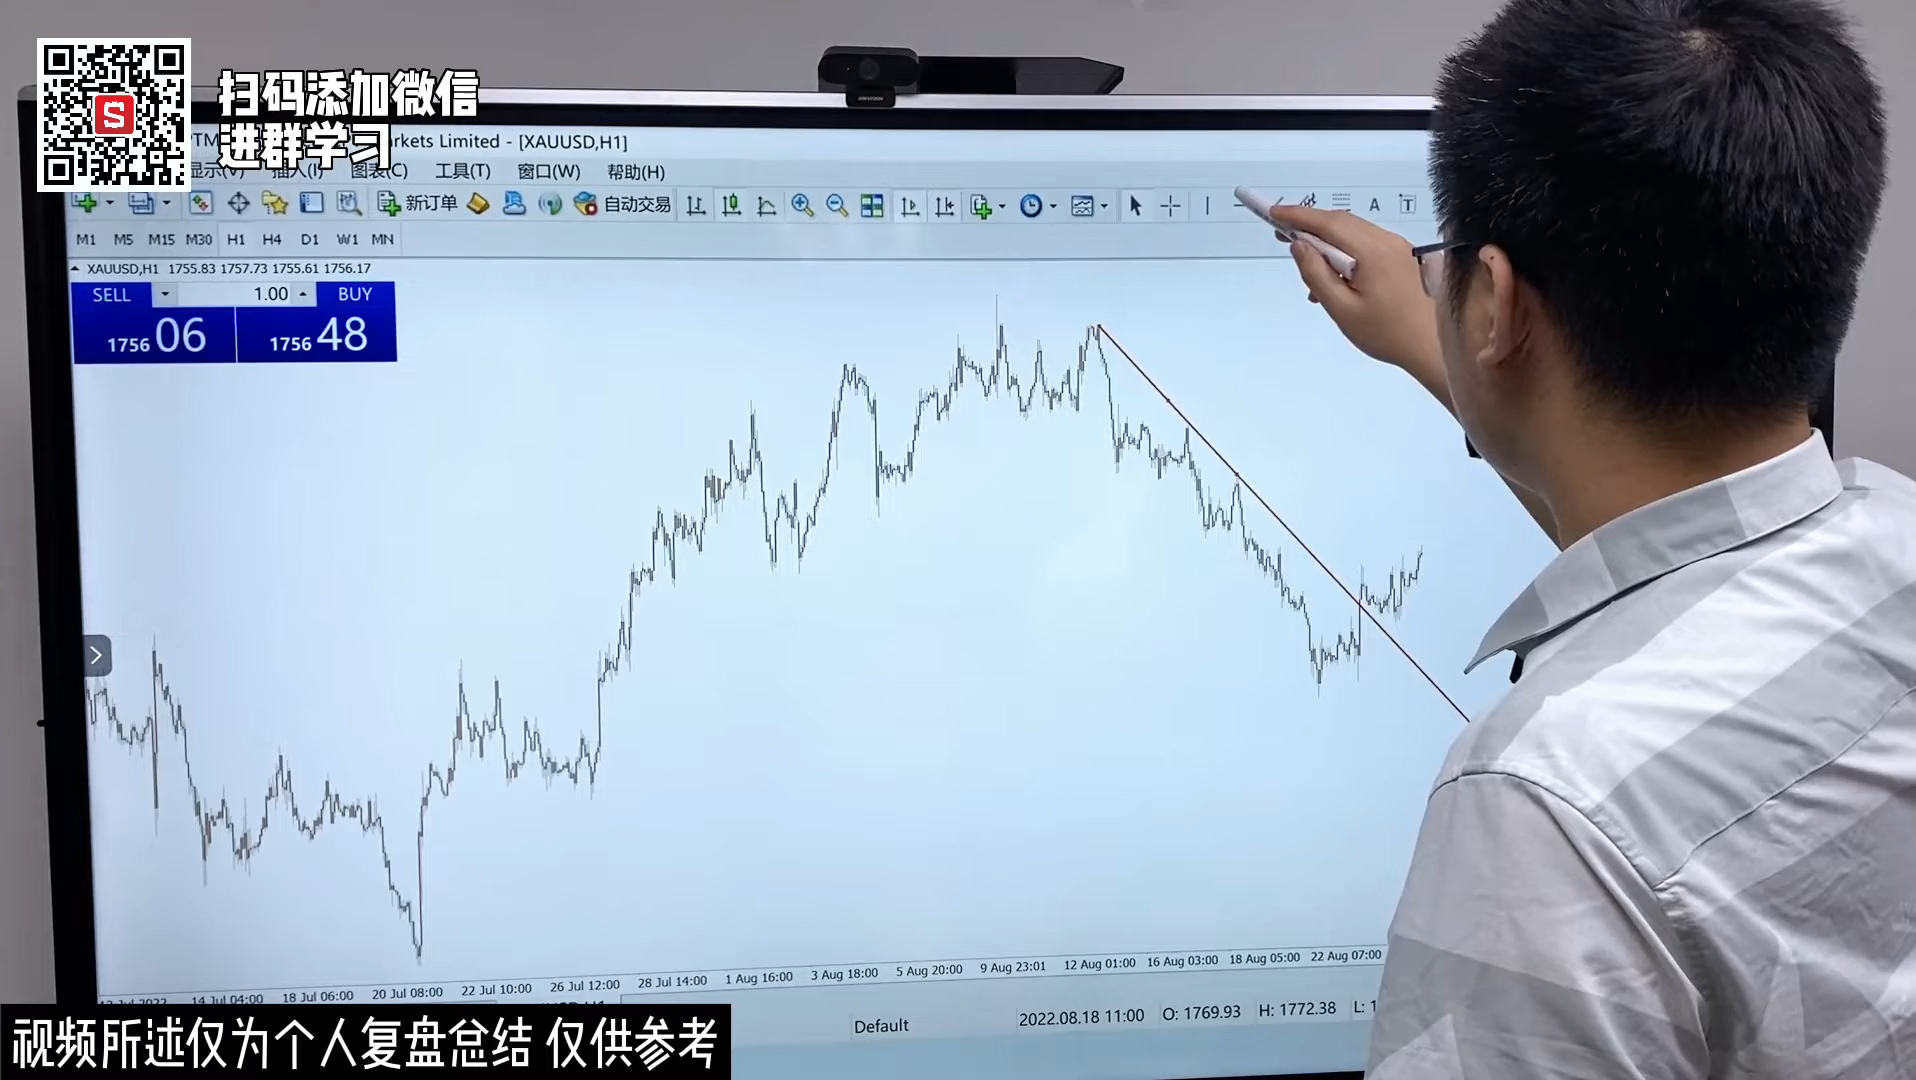 扫码添加微信
进群学习
S
rkets Limited - [XAUUSD,H1]
显示(V) 插入(I) 图表(C) 工具(T) 窗口(W) 帮助(H)
新订单 自动交易 A T
M1 M5 M15 M30 H1 H4 D1 W1 MN
XAUUSD,H1 1755.83 1757.73 1755.61 1756.17
SELL 1.00 BUY
1756 06 1756 48
14 Jul 04:00 18 Jul 06:00 20 Jul 08:00 22 Jul 10:00 26 Jul 12:00 28 Jul 14:00 1 Aug 16:00 3 Aug 18:00 5 Aug 20:00 9 Aug 23:01 12 Aug 01:00 16 Aug 03:00 18 Aug 05:00 22 Aug 07:00
Default 2022.08.18 11:00 O: 1769.93 H: 1772.38 L: 1
视频所述仅为个人复盘总结 仅供参考